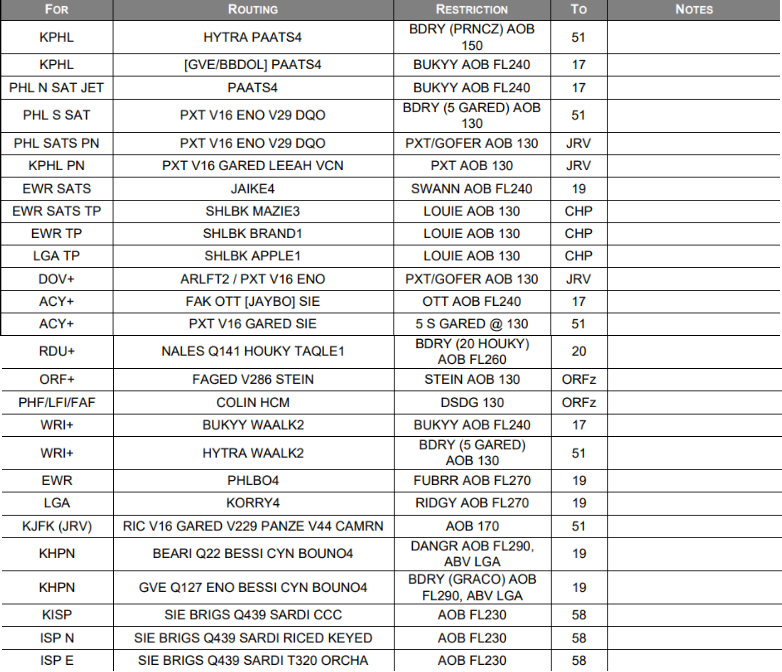 FOR ROUTING RESTRICTION TO NOTES
KPHL HYTRA PAATS4 BDRY (PRNCZ) AOB 150 51
KPHL [GVE/BBDOL] PAATS4 BUKYY AOB FL240 17
PHL N SAT JET PAATS4 BUKYY AOB FL240 17
PHL S SAT PXT V16 ENO V29 DQO BDRY (5 GARED) AOB 130 51
PHL SATS PN PXT V16 ENO V29 DQO PXT/GOFER AOB 130 JRV
KPHL PN PXT V16 GARED LEEAH VCN PXT AOB 130 JRV
EWR SATS JAIKE4 SWANN AOB FL240 19
EWR SATS TP SHLBK MAZIE3 LOUIE AOB 130 CHP
EWR TP SHLBK BRAND1 LOUIE AOB 130 CHP
LGA TP SHLBK APPLE1 LOUIE AOB 130 CHP
DOV+ ARLFT2 / PXT V16 ENO PXT/GOFER AOB 130 JRV
ACY+ FAK OTT [JAYBO] SIE OTT AOB FL240 17
ACY+ PXT V16 GARED SIE 5 S GARED @ 130 51
RDU+ NALES Q141 HOUKY TAQLE1 BDRY (20 HOUKY) AOB FL260 20
ORF+ FAGED V286 STEIN STEIN AOB 130 ORFz
PHF/LFI/FAF COLIN HCM DSDG 130 ORFz
WRI+ BUKYY WAALK2 BUKYY AOB FL240 17
WRI+ HYTRA WAALK2 BDRY (5 GARED) AOB 130 51
EWR PHLBO4 FUBRR AOB FL270 19
LGA KORRY4 RIDGY AOB FL270 19
KJFK (JRV) RIC V16 GARED V229 PANZE V44 CAMRN AOB 170 51
KHPN BEARI Q22 BESSI CYN BOUNO4 DANGR AOB FL290, ABV LGA 19
KHPN GVE Q127 ENO BESSI CYN BOUNO4 BDRY (GRACO) AOB FL290, ABV LGA 19
KISP SIE BRIGS Q439 SARDI CCC AOB FL230 58
ISP N SIE BRIGS Q439 SARDI RICED KEYED AOB FL230 58
ISP E SIE BRIGS Q439 SARDI T320 ORCHA AOB FL230 58